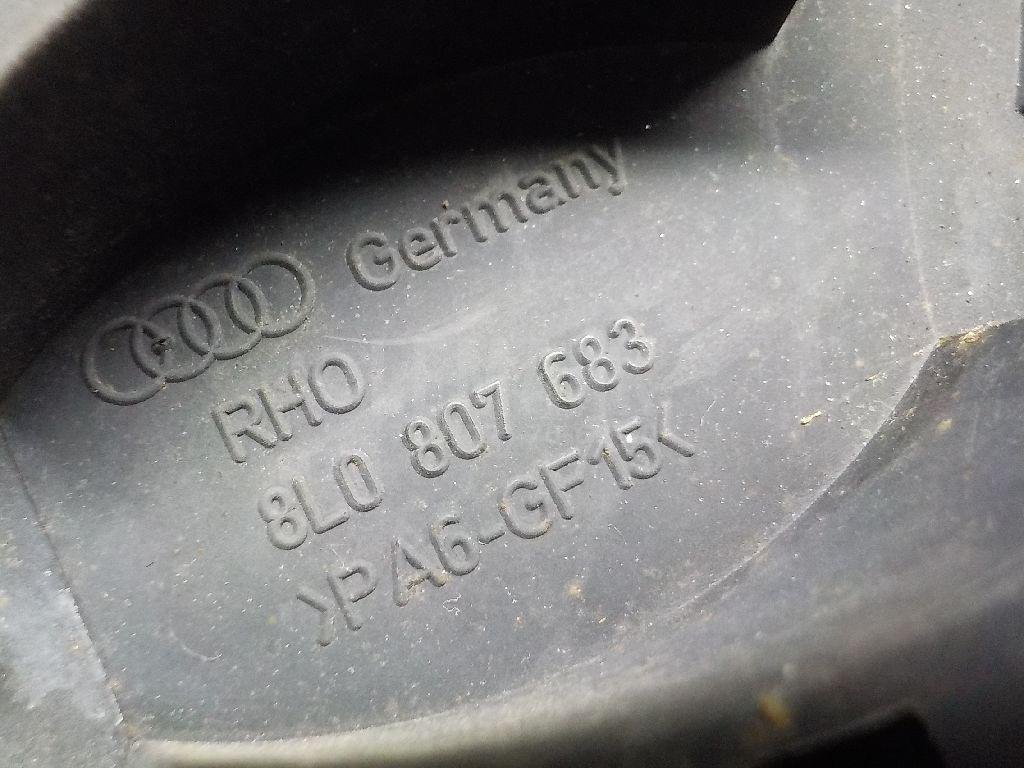 Germany
RHO
8L0 807 683
>PA6-GF15<